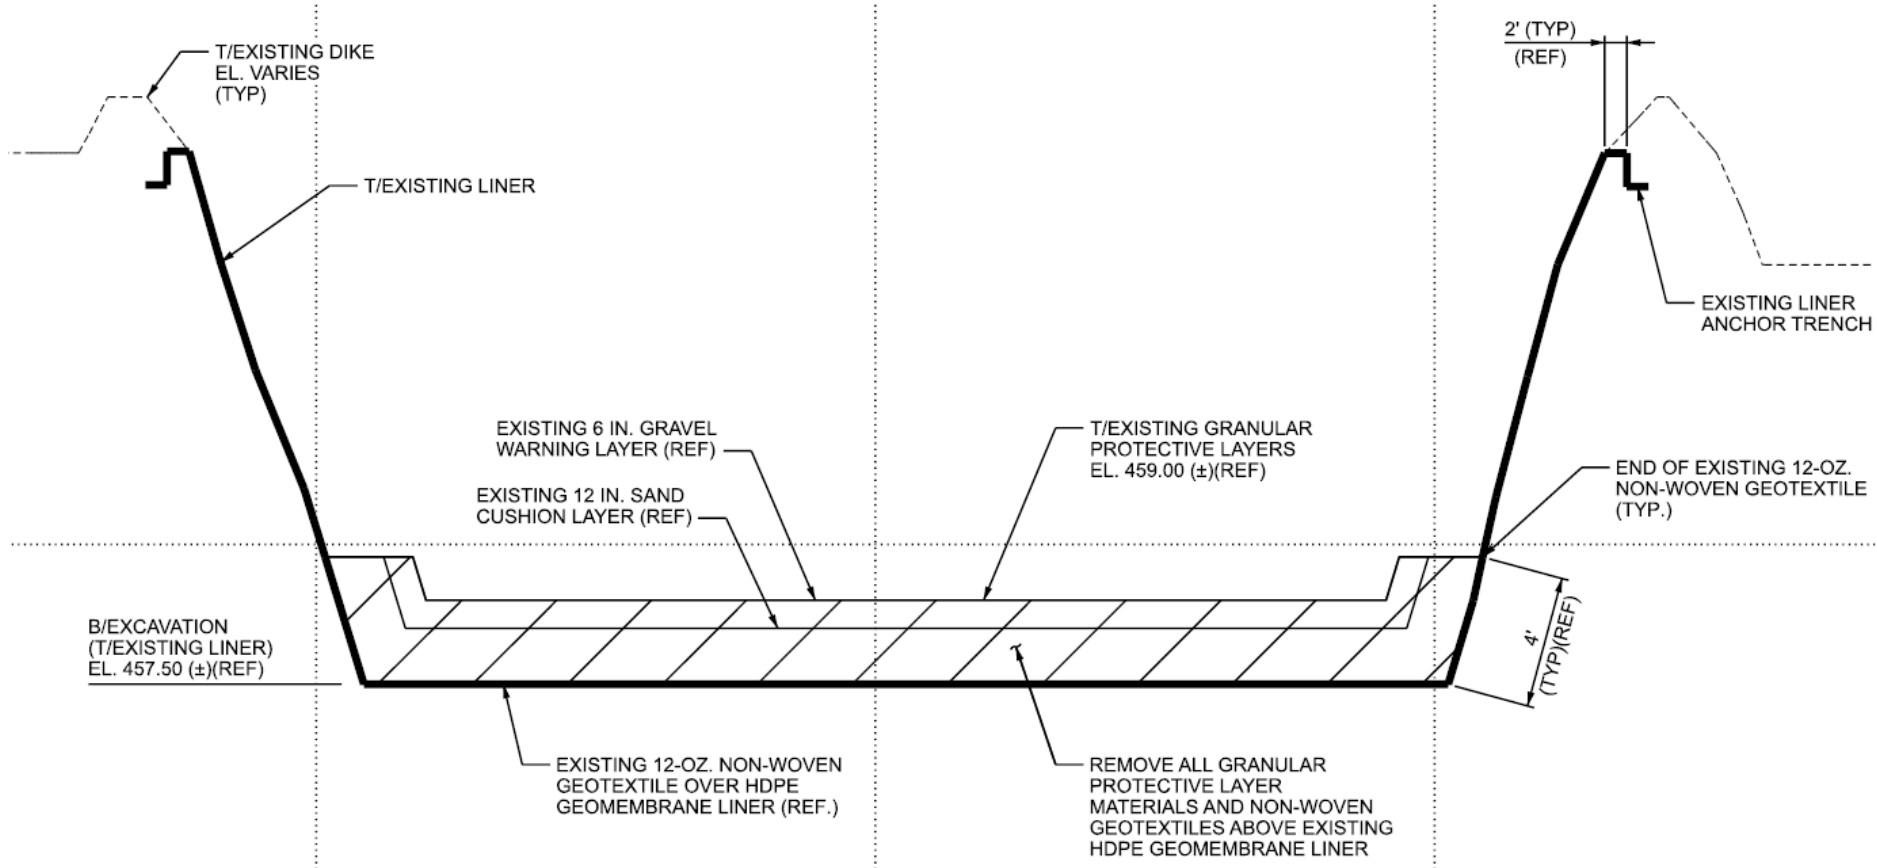 T/EXISTING DIKE
EL. VARIES
(TYP)
2' (TYP)
(REF)
T/EXISTING LINER
EXISTING LINER
ANCHOR TRENCH
EXISTING 6 IN. GRAVEL
WARNING LAYER (REF)
T/EXISTING GRANULAR
PROTECTIVE LAYERS
EL. 459.00 (±)(REF)
END OF EXISTING 12-OZ.
NON-WOVEN GEOTEXTILE
(TYP.)
EXISTING 12 IN. SAND
CUSHION LAYER (REF)
B/EXCAVATION
(T/EXISTING LINER)
EL. 457.50 (±)(REF)
4'
(TYP)(REF)
EXISTING 12-OZ. NON-WOVEN
GEOTEXTILE OVER HDPE
GEOMEMBRANE LINER (REF.)
REMOVE ALL GRANULAR
PROTECTIVE LAYER
MATERIALS AND NON-WOVEN
GEOTEXTILES ABOVE EXISTING
HDPE GEOMEMBRANE LINER